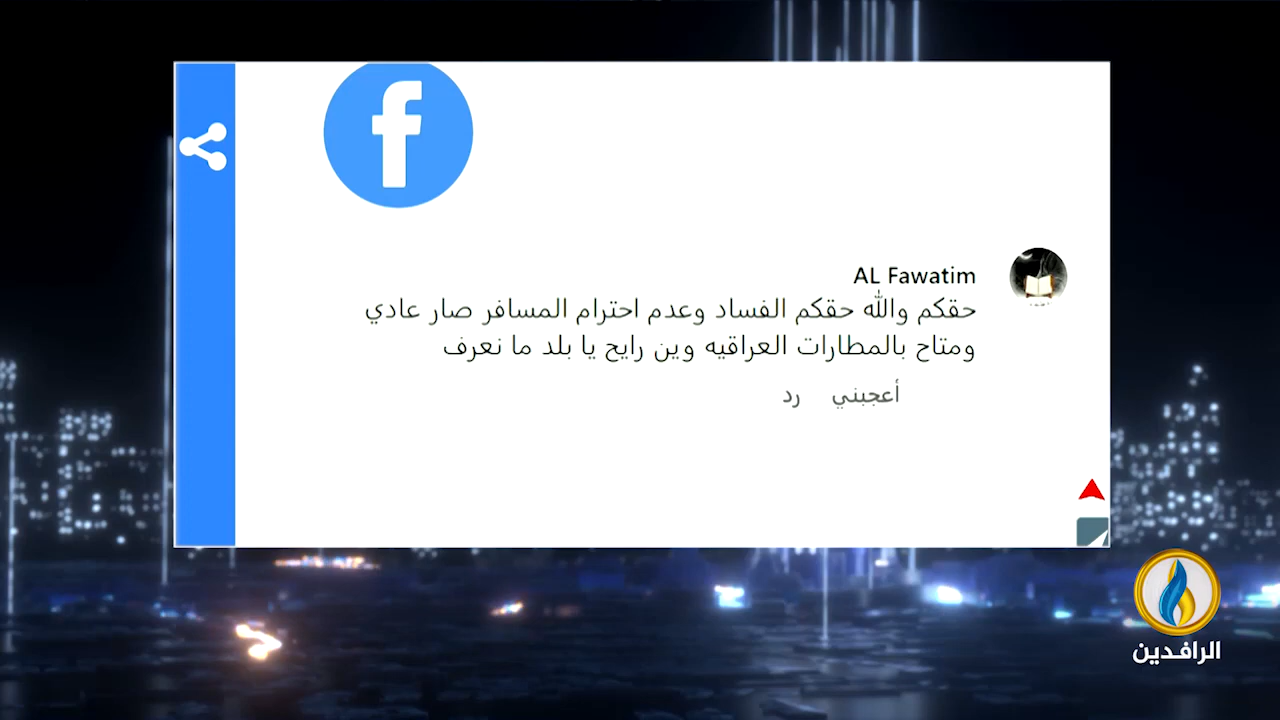 AL Fawatim
حقكم والله حقكم الفساد وعدم احترام المسافر صار عادي
ومتاح بالمطارات العراقيه وين رايح يا بلد ما نعرف
أعجبني رد
الرافدين